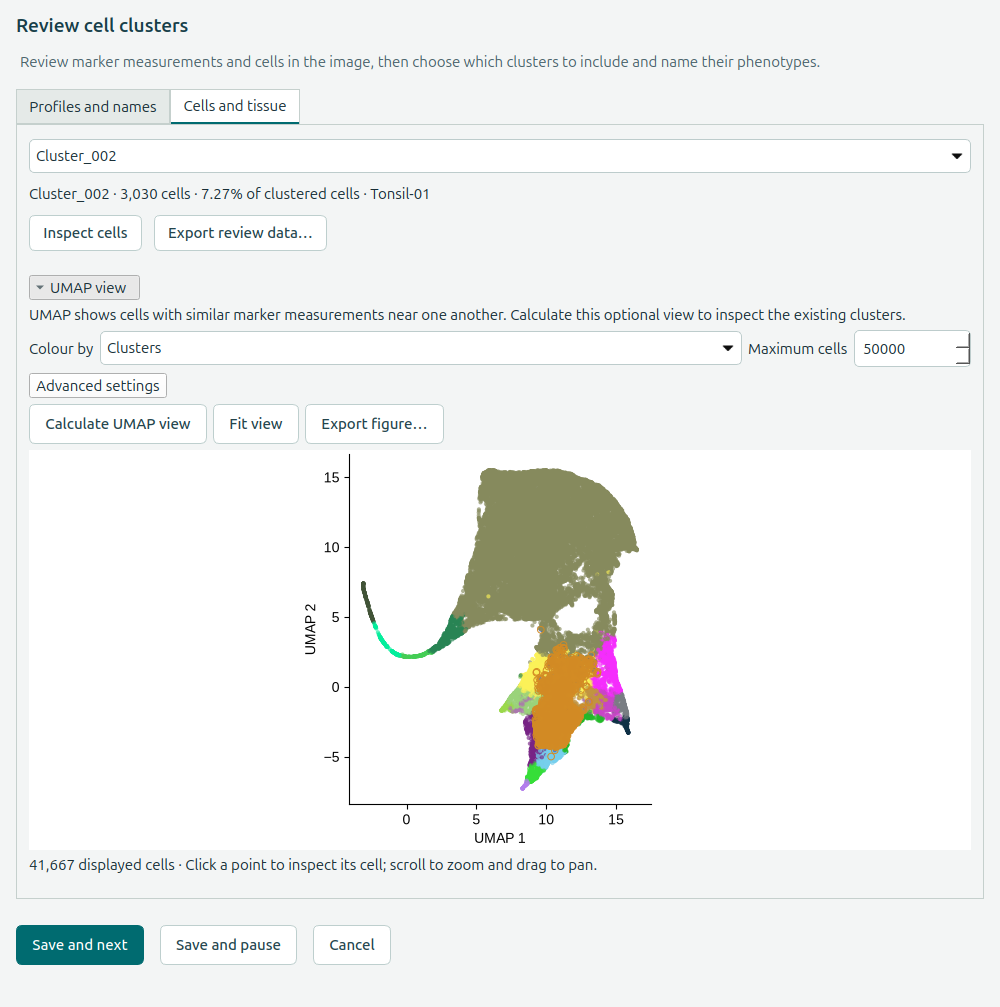 Review cell clusters
Review marker measurements and cells in the image, then choose which clusters to include and name their phenotypes.
Profiles and names
Cells and tissue
Cluster_002
Cluster_002 · 3,030 cells · 7.27% of clustered cells · Tonsil-01
Inspect cells
Export review data…
UMAP view
UMAP shows cells with similar marker measurements near one another. Calculate this optional view to inspect the existing clusters.
Colour by
Clusters
Maximum cells
50000
Advanced settings
Calculate UMAP view
Fit view
Export figure…
15
10
5
0
−5
UMAP 2
0
5
10
15
UMAP 1
41,667 displayed cells · Click a point to inspect its cell; scroll to zoom and drag to pan.
Save and next
Save and pause
Cancel